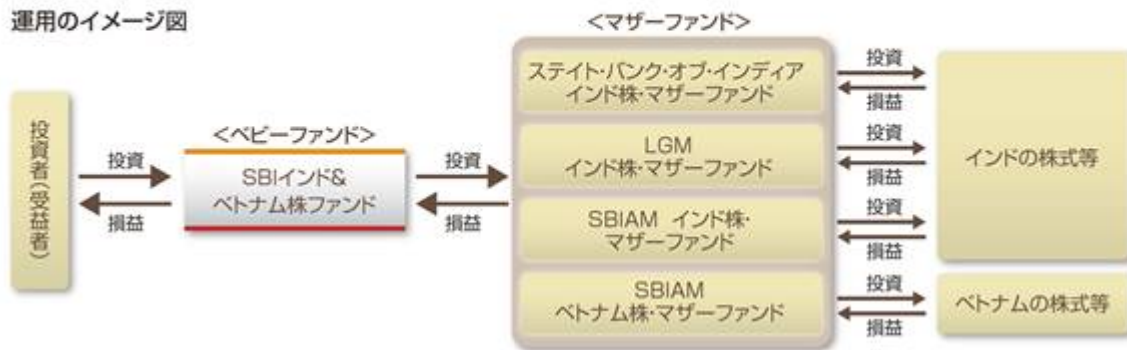 運用のイメージ図
<マザーファンド>
投資者(受益者)
投資
損益
<ベビーファンド>
SBIインド&
ベトナム株ファンド
投資
損益
ステイト・バンク・オブ・インディア
インド株・マザーファンド
LGM
インド株・マザーファンド
SBIAM インド株・
マザーファンド
SBIAM
ベトナム株・マザーファンド
投資
損益
投資
損益
投資
損益
投資
損益
インドの株式等
ベトナムの株式等